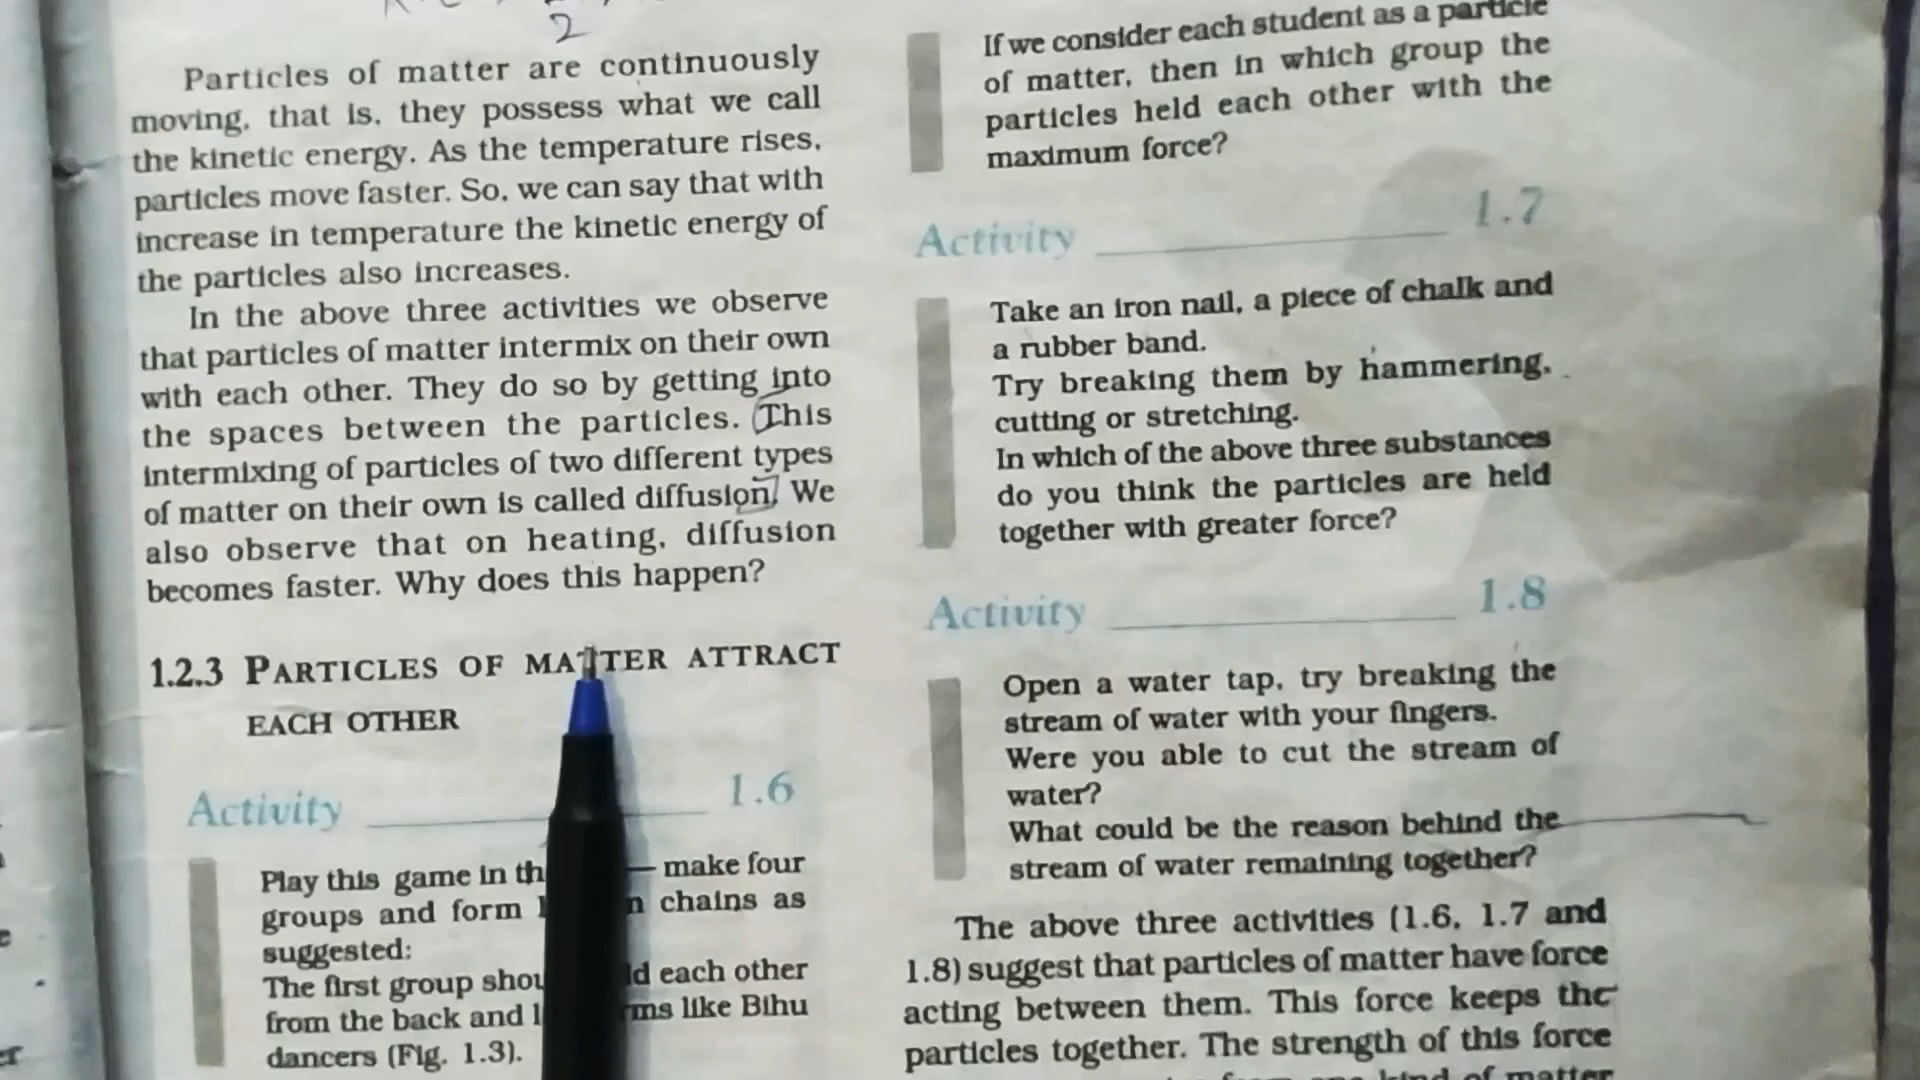 2
Particles of matter are continuously
moving, that is, they possess what we call
the kinetic energy. As the temperature rises,
particles move faster. So, we can say that with
increase in temperature the kinetic energy of
the particles also increases.
In the above three activities we observe
that particles of matter intermix on their own
with each other. They do so by getting into
the spaces between the particles. This
intermixing of particles of two different types
of matter on their own is called diffusion. We
also observe that on heating, diffusion
becomes faster. Why does this happen?
1.2.3 PARTICLES OF MATTER ATTRACT
EACH OTHER
Activity 1.6
Play this game in — make four
groups and form chains as
suggested:
The first group each other
from the back and like Bihu
dancers (Fig. 1.3).
If we consider each student as a particle
of matter, then in which group the
particles held each other with the
maximum force?
Activity 1.7
Take an iron nail, a piece of chalk and
a rubber band.
Try breaking them by hammering,
cutting or stretching.
In which of the above three substances
do you think the particles are held
together with greater force?
Activity 1.8
Open a water tap, try breaking the
stream of water with your fingers.
Were you able to cut the stream of
water?
What could be the reason behind the
stream of water remaining together?
The above three activities (1.6, 1.7 and
1.8) suggest that particles of matter have force
acting between them. This force keeps the
particles together. The strength of this force
kind of matter